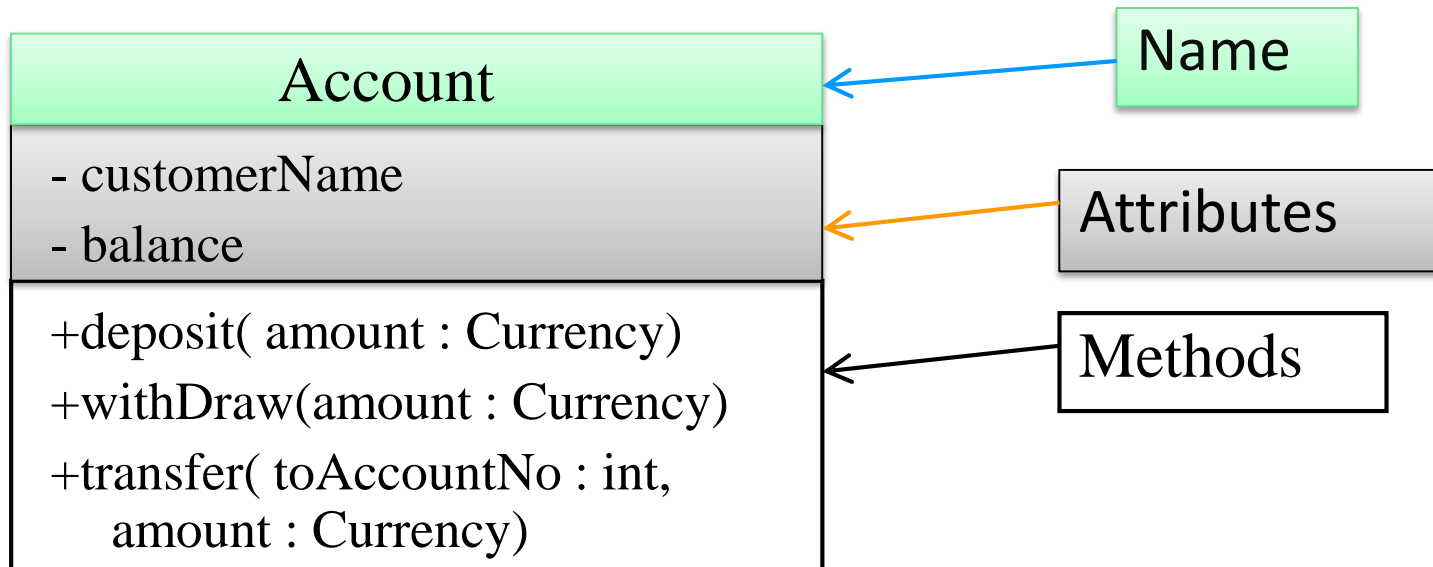 Account
- customerName
- balance
+deposit( amount : Currency)
+withDraw(amount : Currency)
+transfer( toAccountNo : int,
amount : Currency)
Name
Attributes
Methods